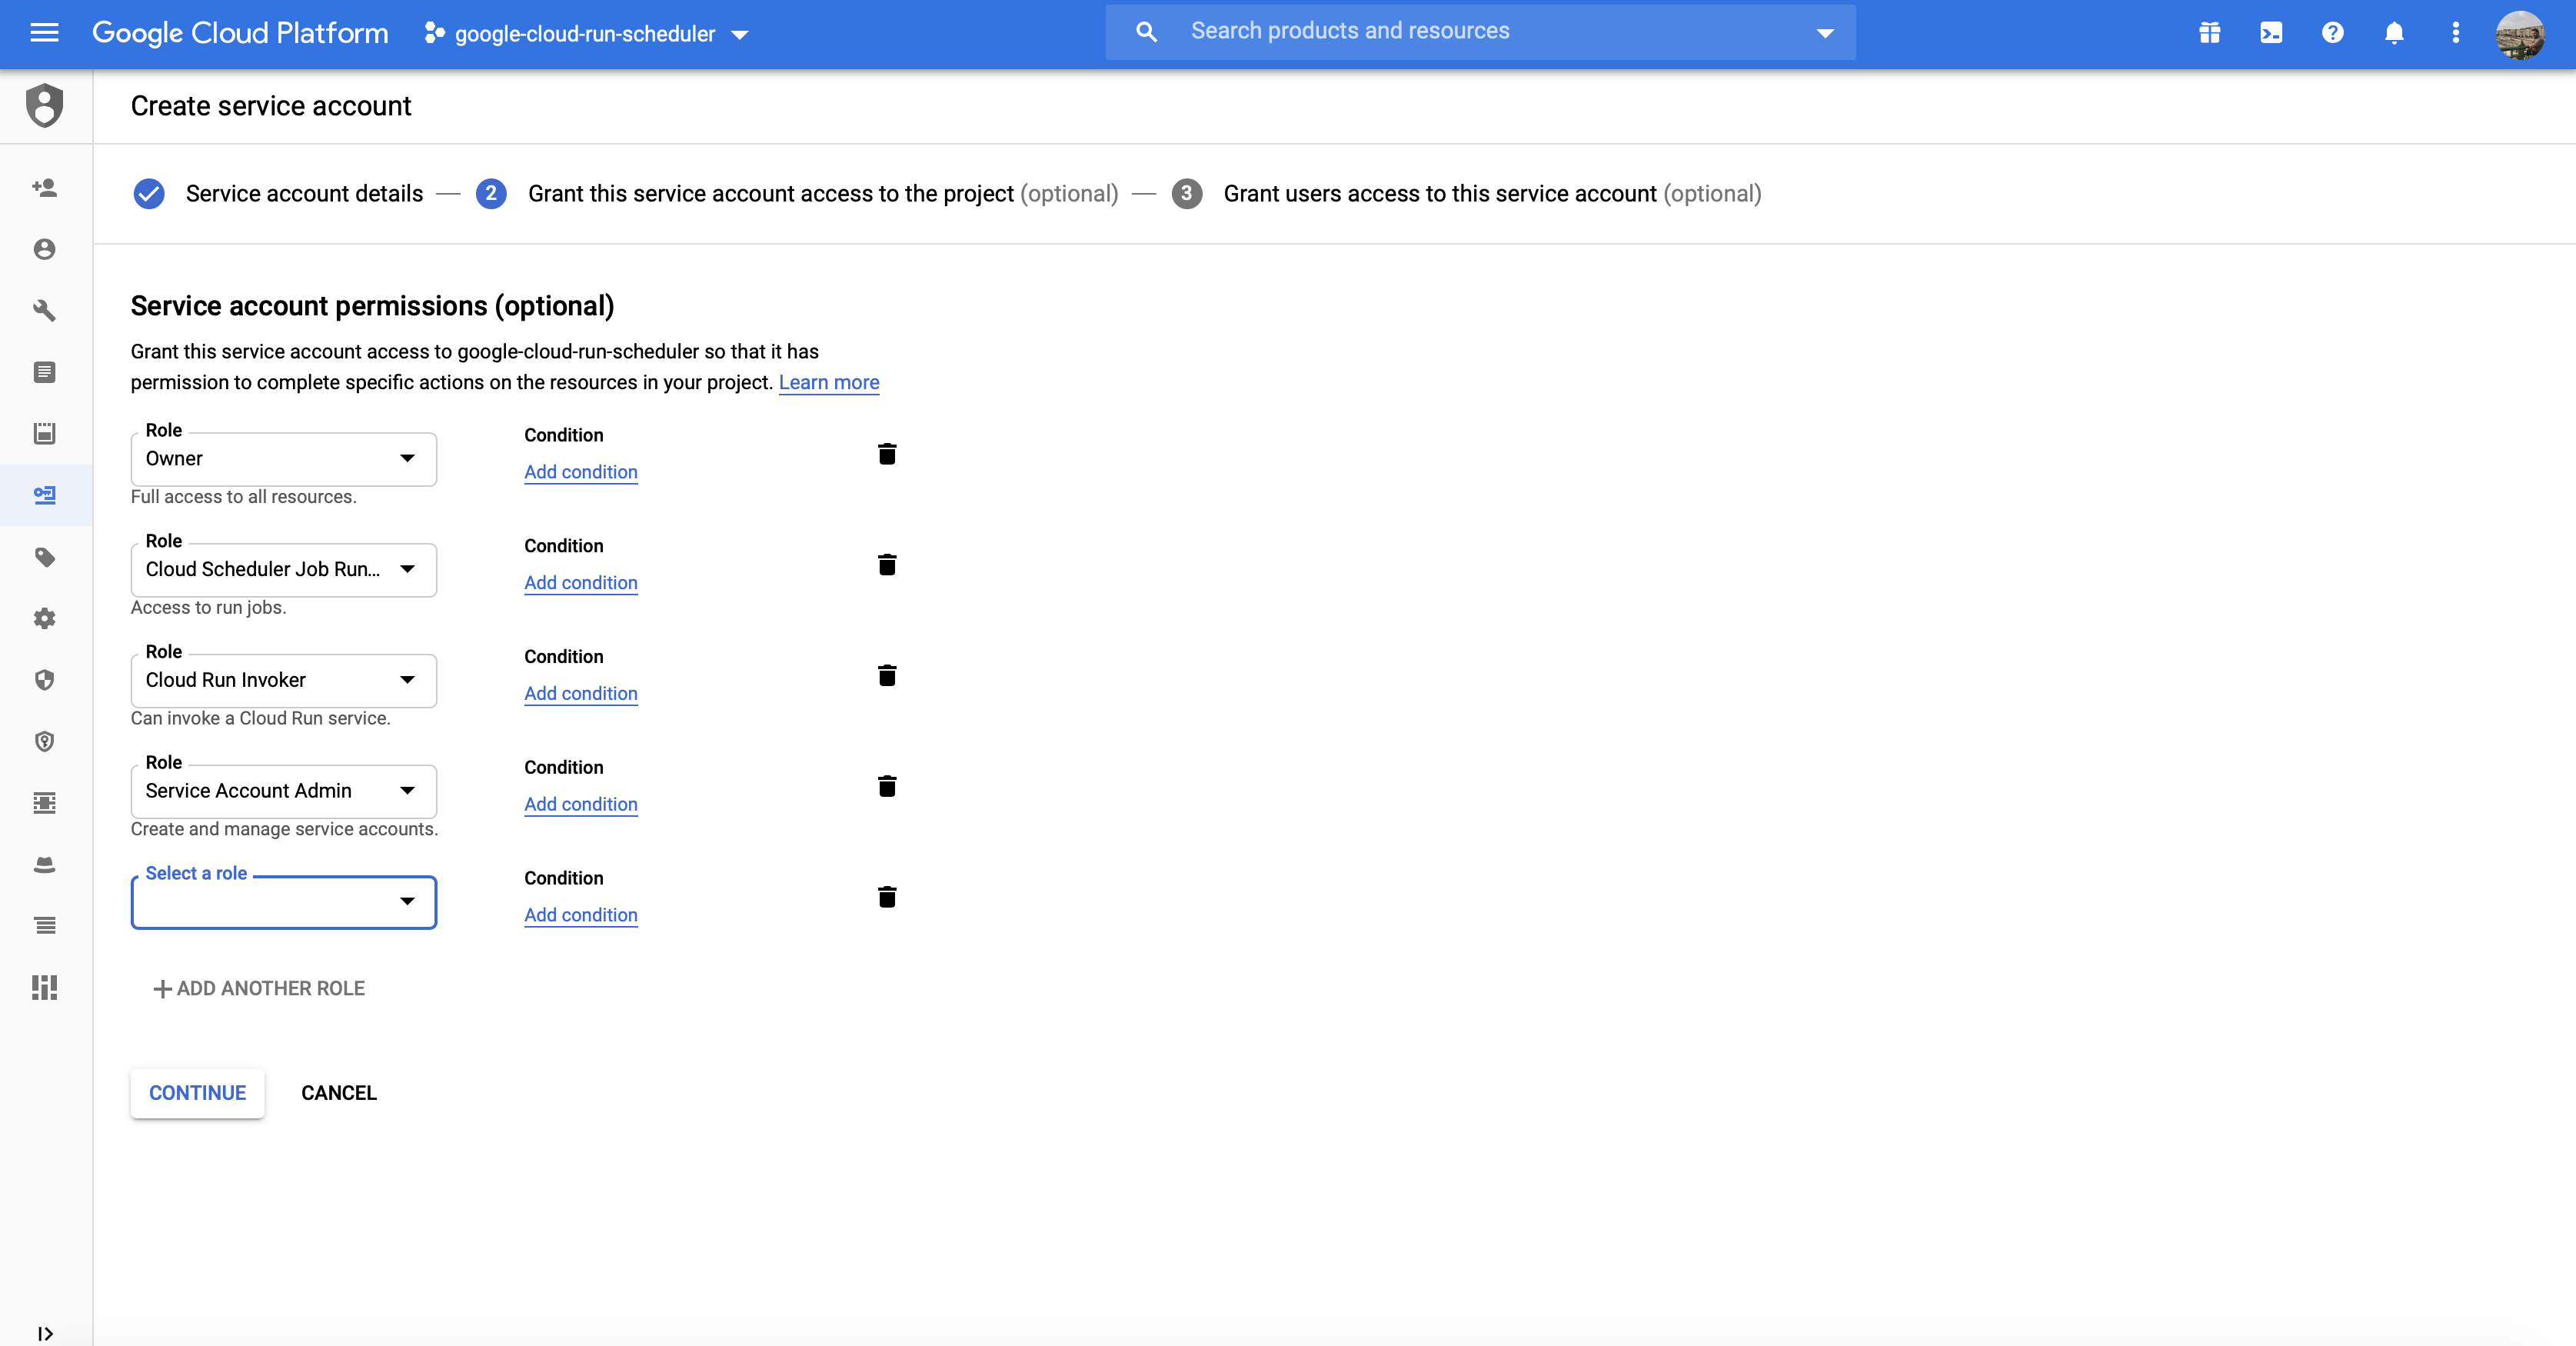 Google Cloud Platform
google-cloud-run-scheduler
Search products and resources
Create service account
Service account details — 2 Grant this service account access to the project (optional) — 3 Grant users access to this service account (optional)
Service account permissions (optional)
Grant this service account access to google-cloud-run-scheduler so that it has
permission to complete specific actions on the resources in your project. Learn more
Role
Owner
Full access to all resources.
Condition
Add condition
Role
Cloud Scheduler Job Run...
Access to run jobs.
Condition
Add condition
Role
Cloud Run Invoker
Can invoke a Cloud Run service.
Condition
Add condition
Role
Service Account Admin
Create and manage service accounts.
Condition
Add condition
Select a role
Condition
Add condition
+ ADD ANOTHER ROLE
CONTINUE
CANCEL